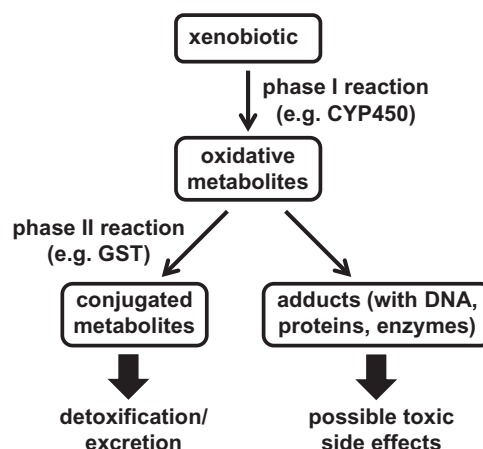 xenobiotic
phase I reaction
(e.g. CYP450)
oxidative
metabolites
phase II reaction
(e.g. GST)
conjugated
metabolites
adducts (with DNA,
proteins, enzymes)
detoxification/
excretion
possible toxic
side effects